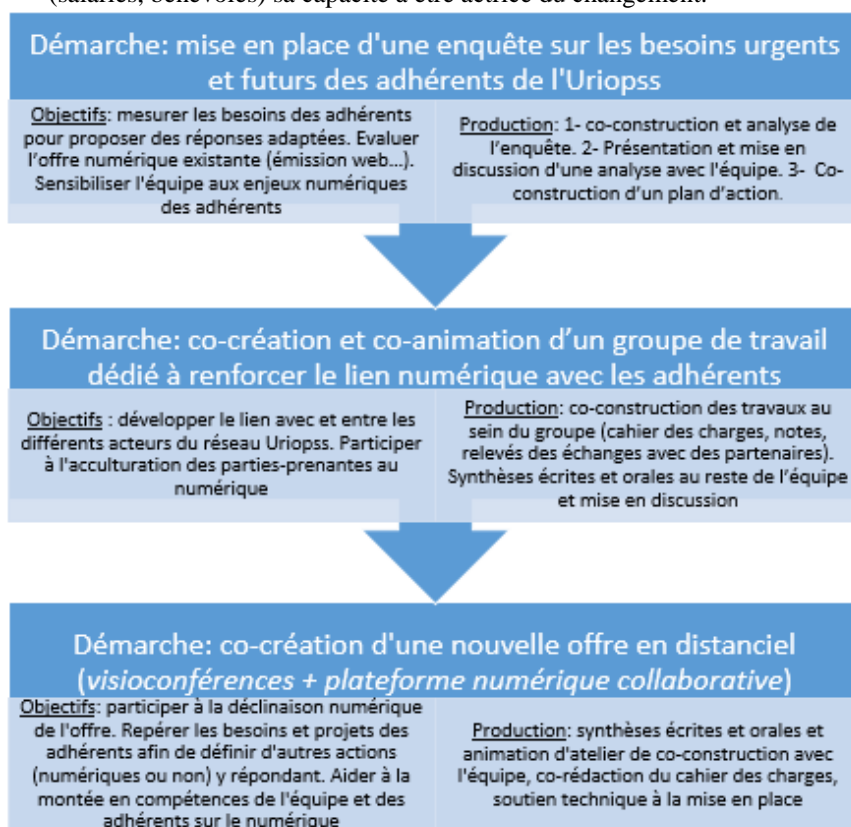 (salariés, bénévoles) sa capacité à être actrice du changement.
Démarche: mise en place d'une enquête sur les besoins urgents
et futurs des adhérents de l'Uriopss
Objectifs: mesurer les besoins des adhérents
pour proposer des réponses adaptées. Evaluer
l'offre numérique existante (émission web...).
Sensibiliser l'équipe aux enjeux numériques
des adhérents
Production: 1- co-construction et analyse de
l'enquête. 2- Présentation et mise en
discussion d'une analyse avec l'équipe. 3- Co-
construction d'un plan d'action.
Démarche: co-création et co-animation d'un groupe de travail
dédié à renforcer le lien numérique avec les adhérents
Objectifs : développer le lien avec et entre les
différents acteurs du réseau Uriopss. Participer
à l'acculturation des parties-prenantes au
numérique
Production: co-construction des travaux au
sein du groupe (cahier des charges, notes,
relevés des échanges avec des partenaires).
Synthèses écrites et orales au reste de l'équipe
et mise en discussion
Démarche: co-création d'une nouvelle offre en distanciel
(visioconférences + plateforme numérique collaborative)
Objectifs: participer à la déclinaison numérique
de l'offre. Repérer les besoins et projets des
adhérents afin de définir d'autres actions
(numériques ou non) y répondant. Aider à la
montée en compétences de l'équipe et des
adhérents sur le numérique
Production: synthèses écrites et orales et
animation d'atelier de co-construction avec
l'équipe, co-rédaction du cahier des charges,
soutien technique à la mise en place